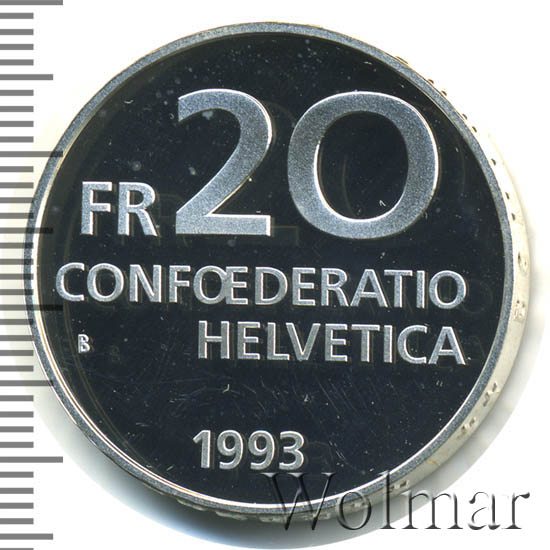 FR 20
CONFŒDERATIO
B HELVETICA
1993
Wolmar